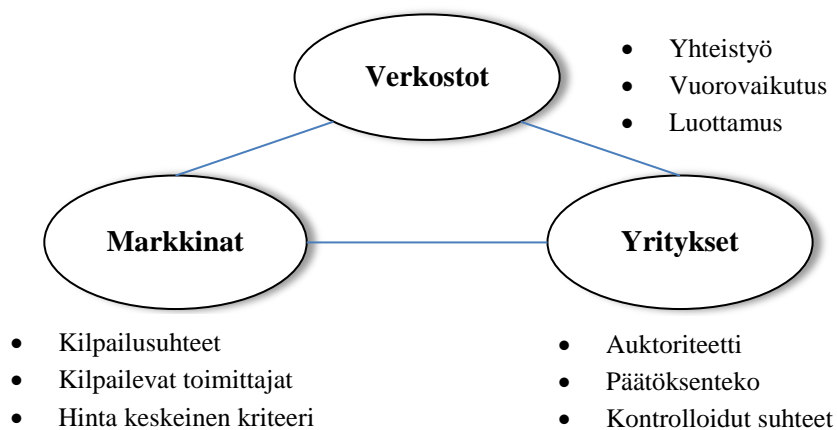 Verkostot
• Yhteistyö
• Vuorovaikutus
• Luottamus
Markkinat
Yritykset
• Kilpailusuhteet
• Kilpailevat toimittajat
• Hinta keskeinen kriteeri
• Auktoriteetti
• Päätöksenteko
• Kontrolloidut suhteet